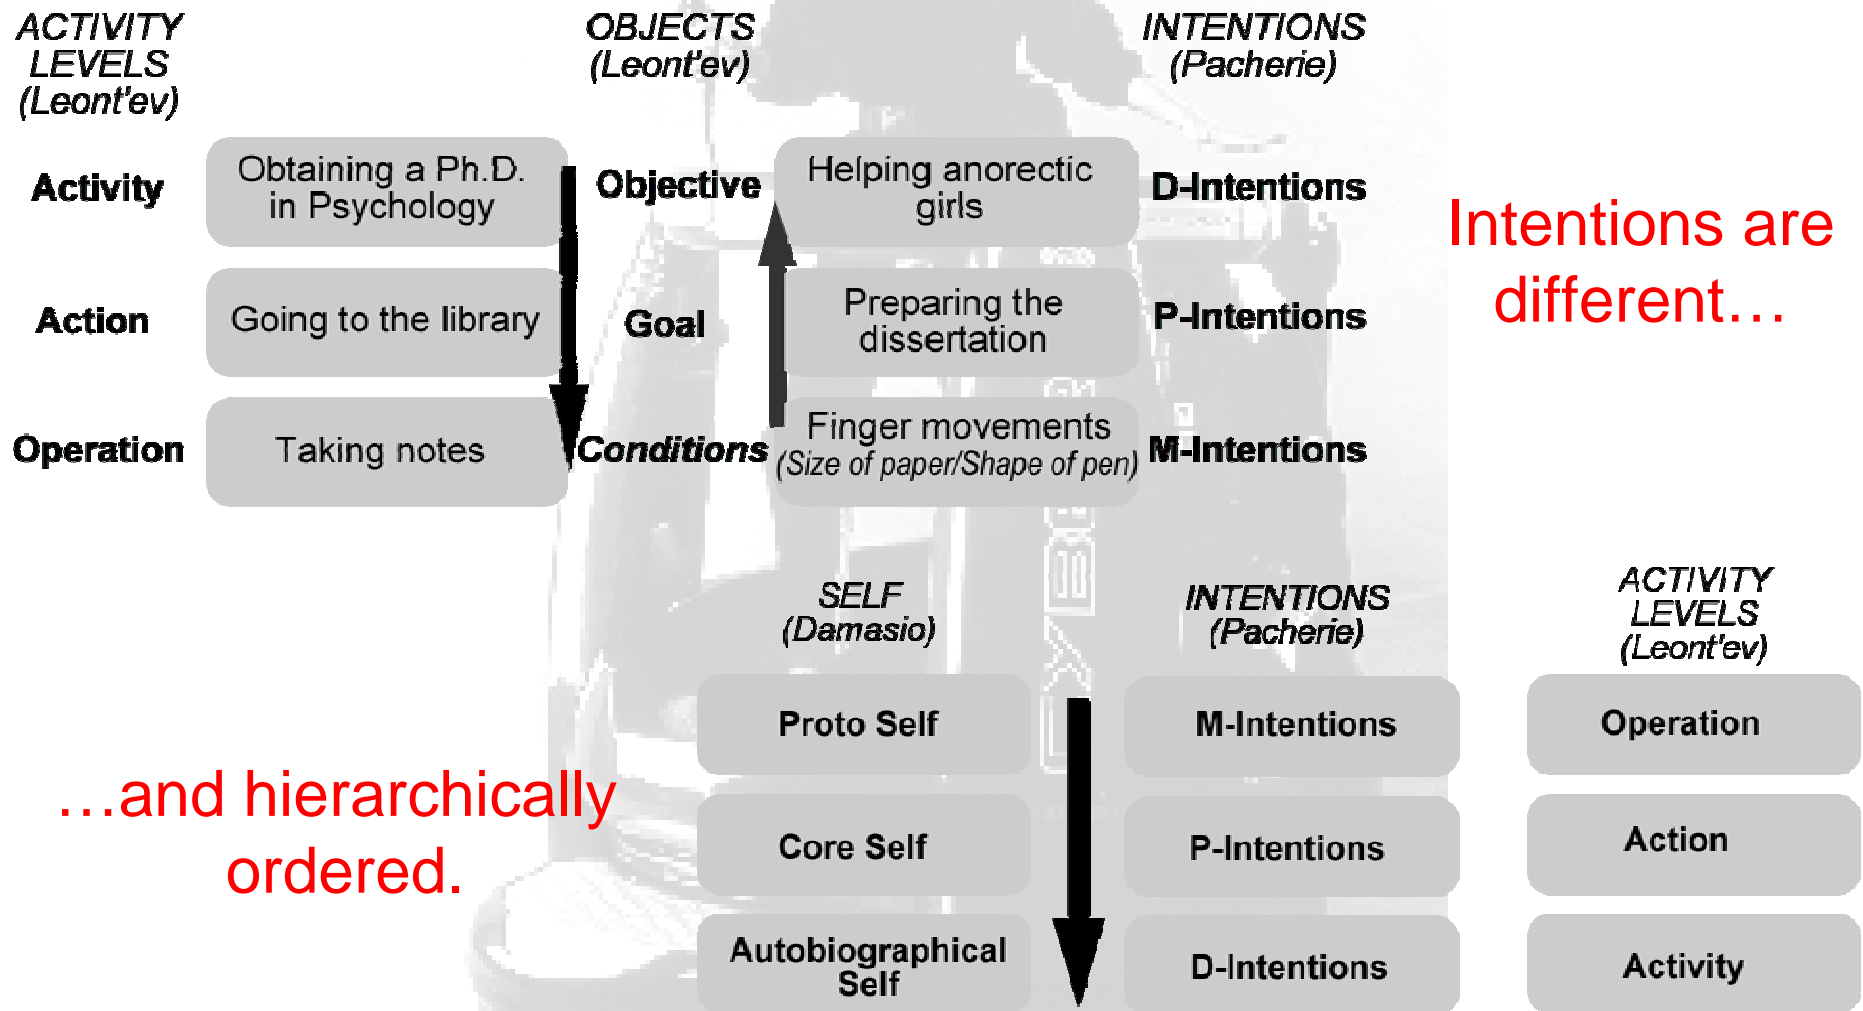 ACTIVITY
LEVELS
(Leont'ev)
OBJECTS
(Leont'ev)
INTENTIONS
(Pacherie)
Activity
Obtaining a Ph.D.
in Psychology
Objective
Helping anorectic
girls
D-Intentions
Action
Going to the library
Goal
Preparing the
dissertation
P-Intentions
Operation
Taking notes
Conditions
Finger movements
(Size of paper/Shape of pen)
M-Intentions
Intentions are
different…
SELF
(Damasio)
INTENTIONS
(Pacherie)
ACTIVITY
LEVELS
(Leont'ev)
Proto Self
M-Intentions
Operation
Core Self
P-Intentions
Action
Autobiographical
Self
D-Intentions
Activity
…and hierarchically
ordered.